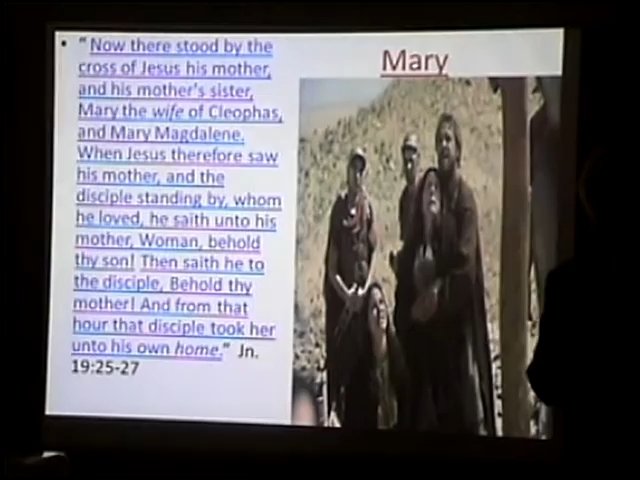 Mary
• "Now there stood by the
cross of Jesus his mother,
and his mother's sister,
Mary the wife of Cleophas,
and Mary Magdalene.
When Jesus therefore saw
his mother, and the
disciple standing by, whom
he loved, he saith unto his
mother, Woman, behold
thy son! Then saith he to
the disciple, Behold thy
mother! And from that
hour that disciple took her
unto his own home." Jn.
19:25-27